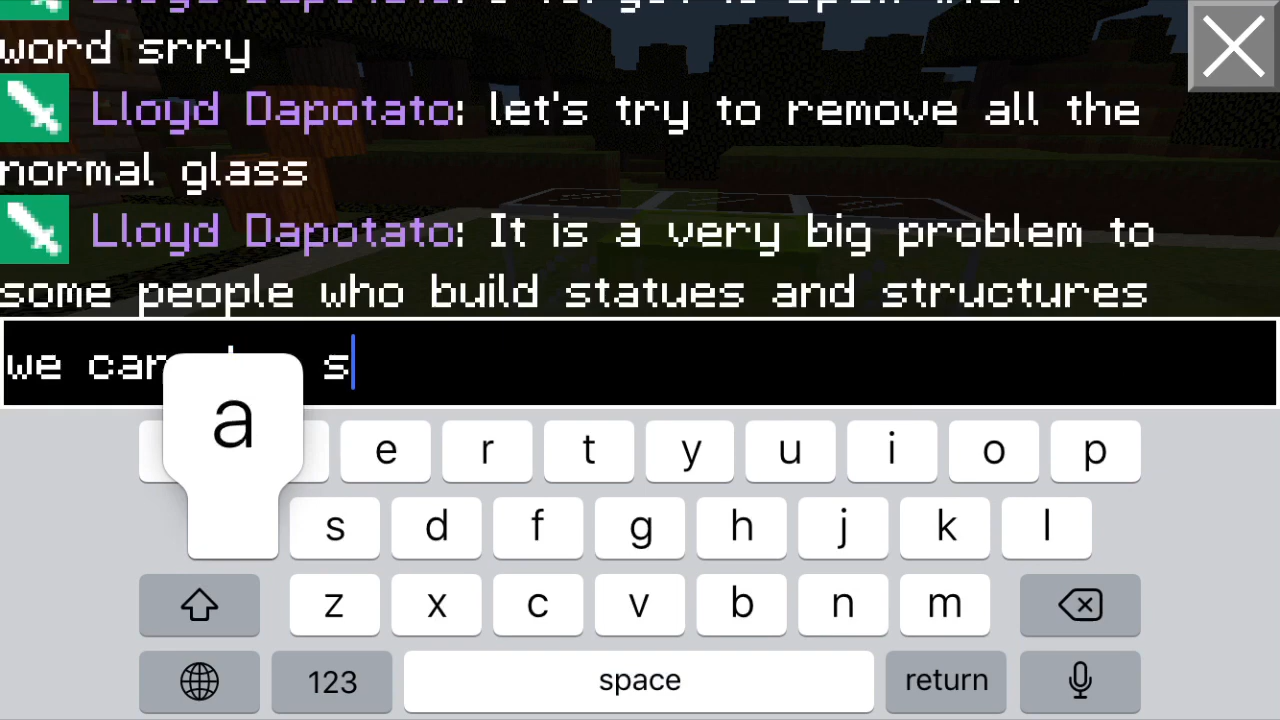 word srry
Lloyd Dapotato: let's try to remove all the
normal glass
Lloyd Dapotato: It is a very big problem to
some people who build statues and structures
we can s
a
e r t y u i o p
s d f g h j k l
z x c v b n m
123 space return